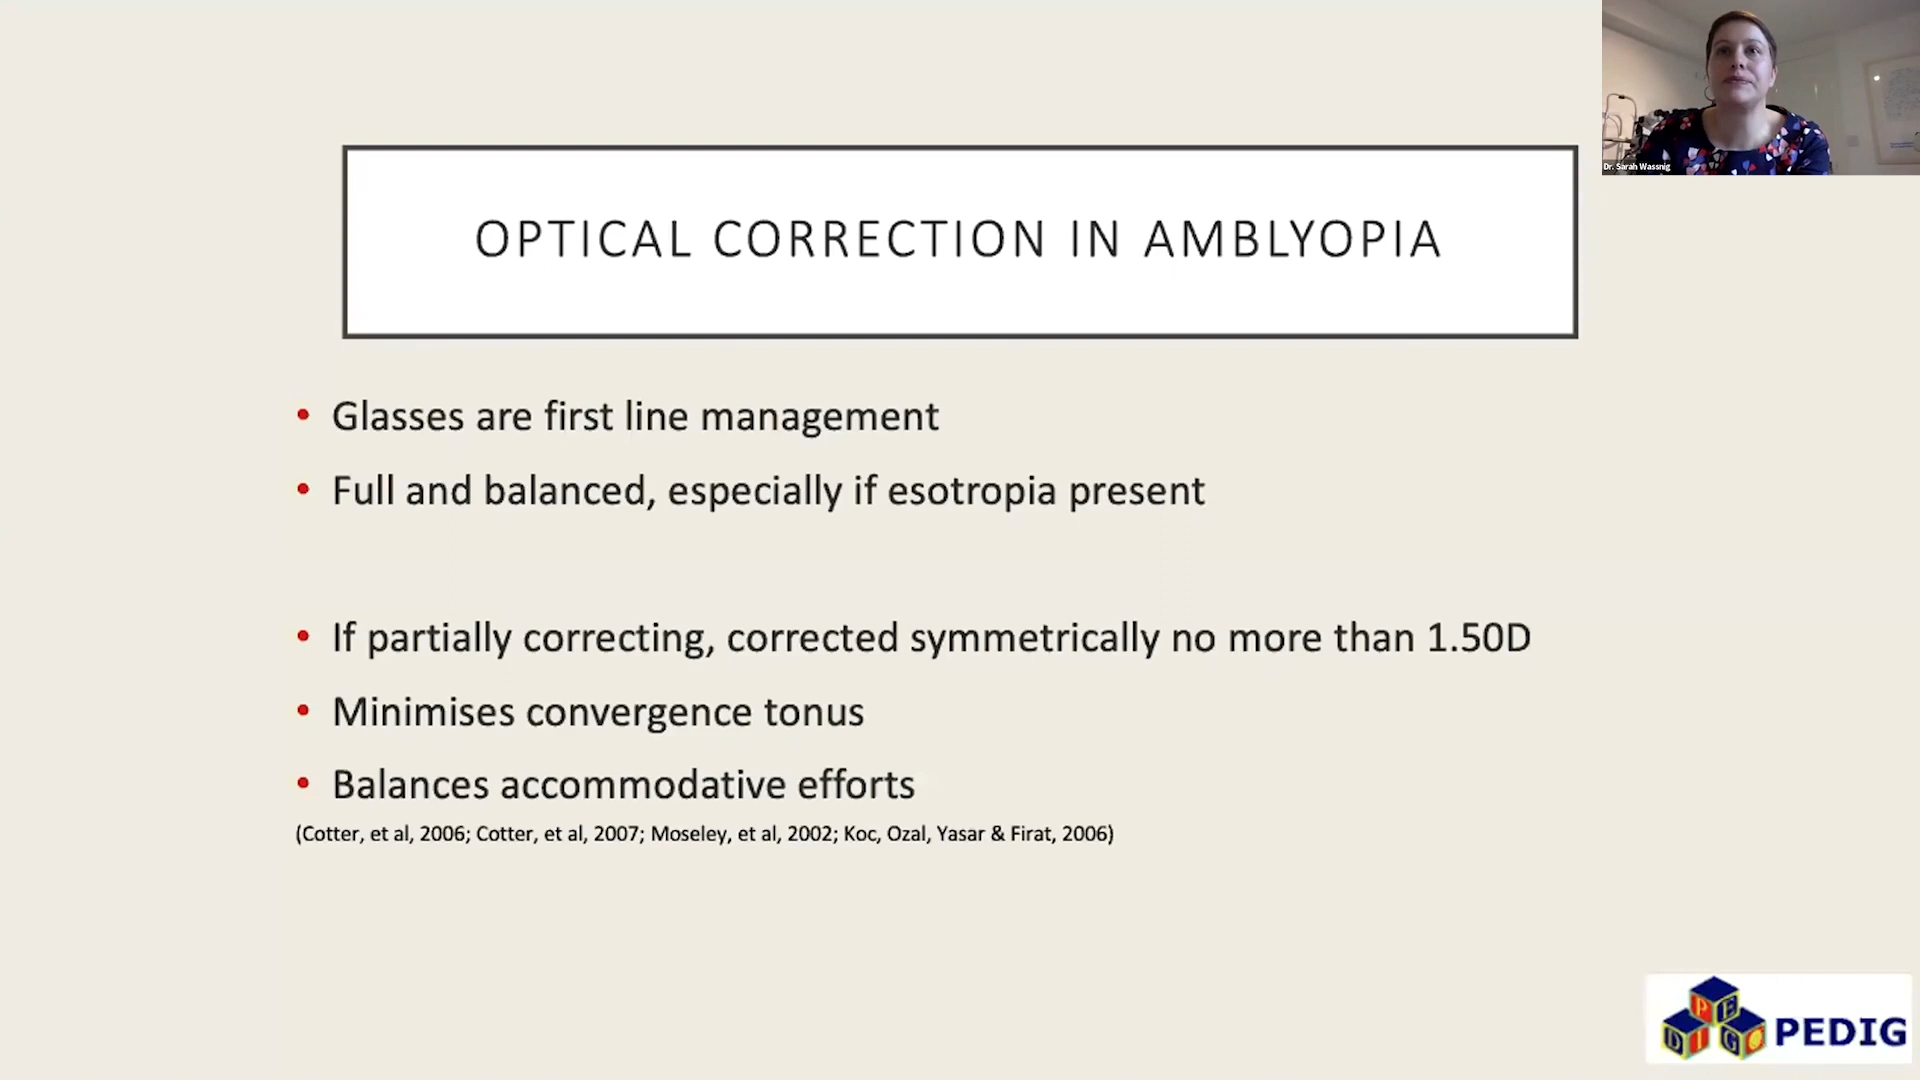 Dr. Sarah Wassnig
OPTICAL CORRECTION IN AMBLYOPIA
• Glasses are first line management
• Full and balanced, especially if esotropia present
• If partially correcting, corrected symmetrically no more than 1.50D
• Minimises convergence tonus
• Balances accommodative efforts
(Cotter, et al, 2006; Cotter, et al, 2007; Moseley, et al, 2002; Koc, Ozal, Yasar & Firat, 2006)
P E D I G PEDIG